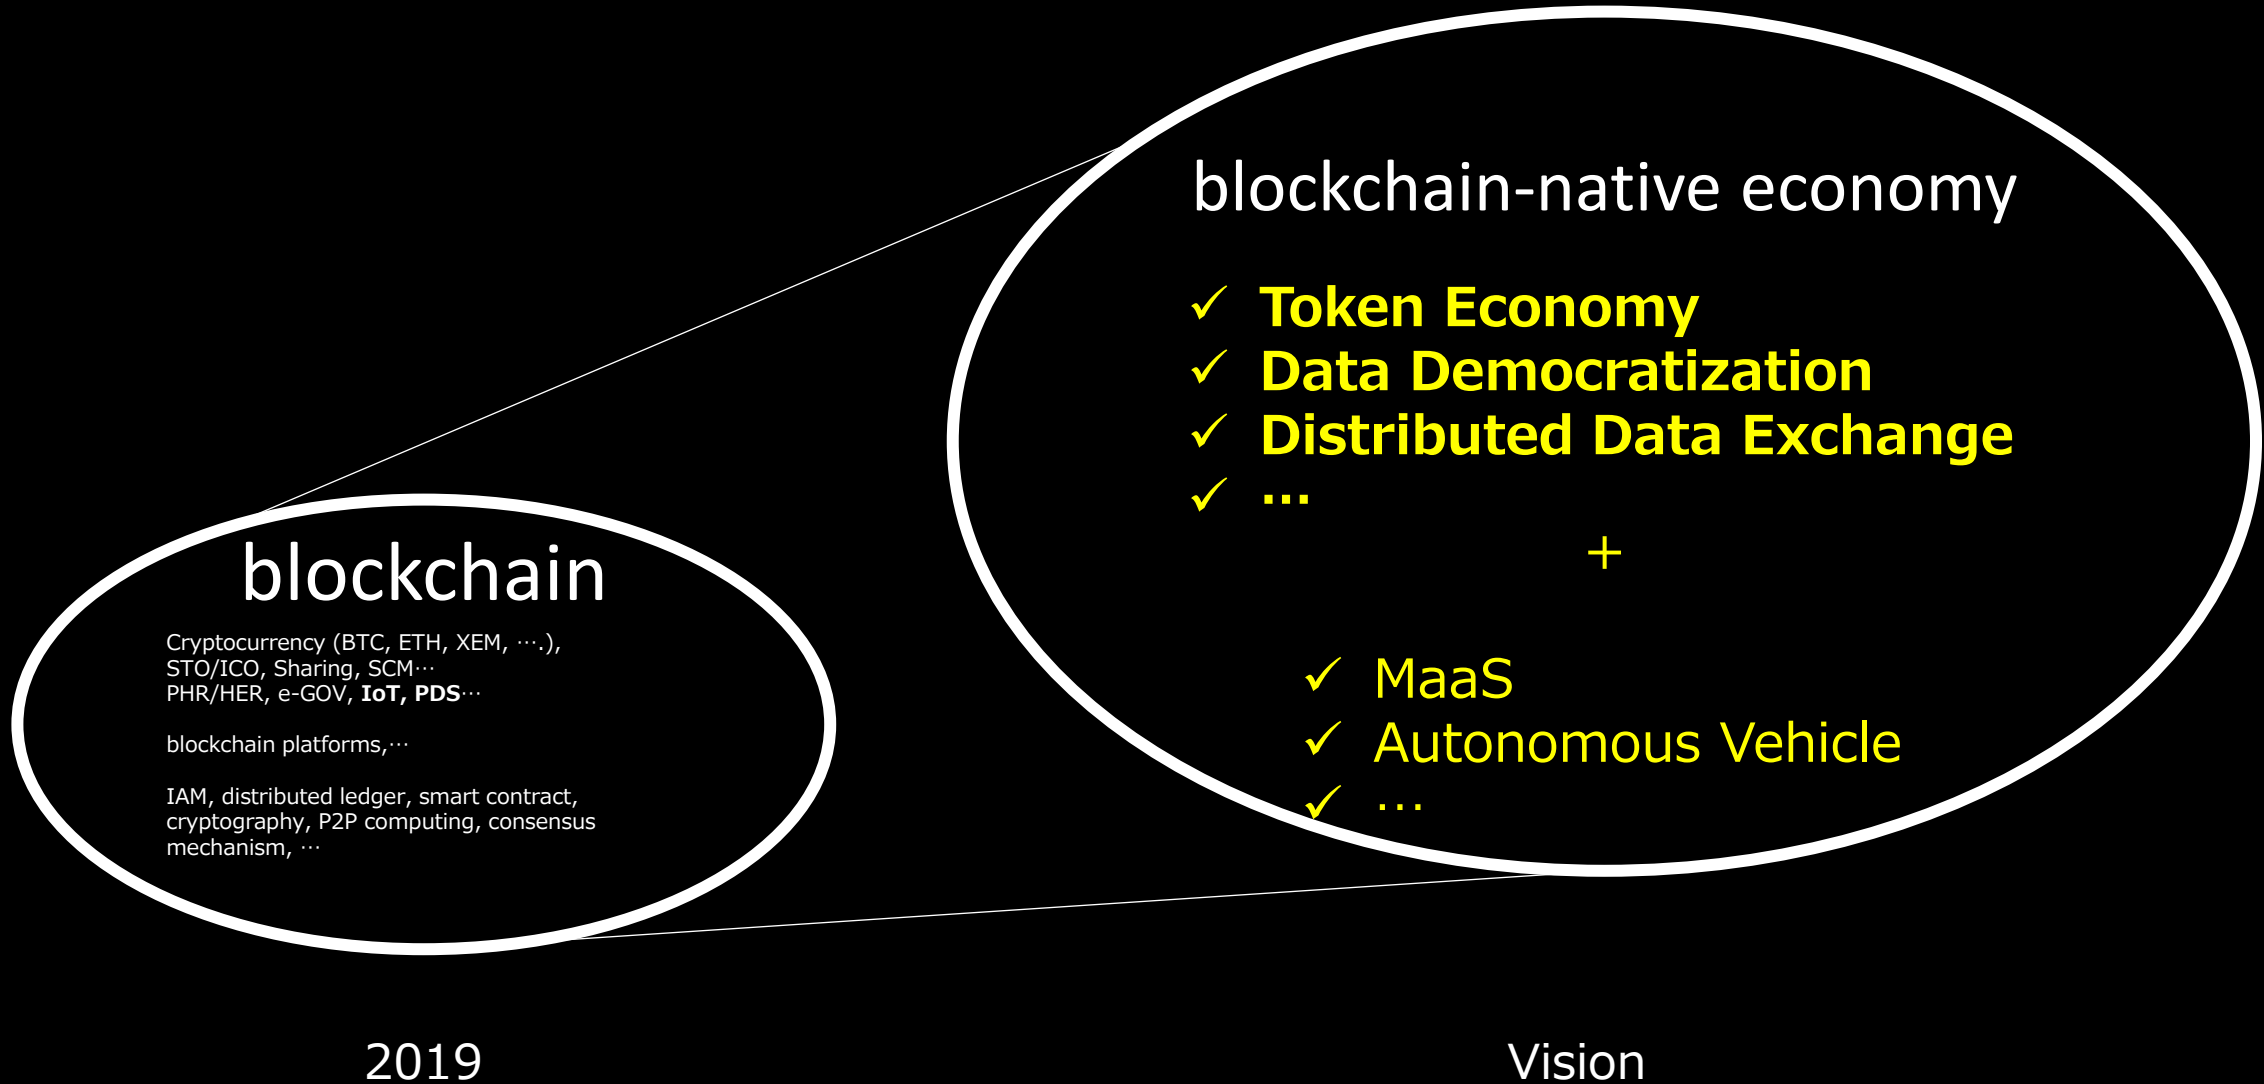 blockchain
Cryptocurrency (BTC, ETH, XEM, ….),
STO/ICO, Sharing, SCM…
PHR/HER, e-GOV, IoT, PDS…
blockchain platforms,…
IAM, distributed ledger, smart contract,
cryptography, P2P computing, consensus
mechanism, …
2019
blockchain-native economy
✓ Token Economy
✓ Data Democratization
✓ Distributed Data Exchange
✓ …
+
✓ MaaS
✓ Autonomous Vehicle
✓ …
Vision